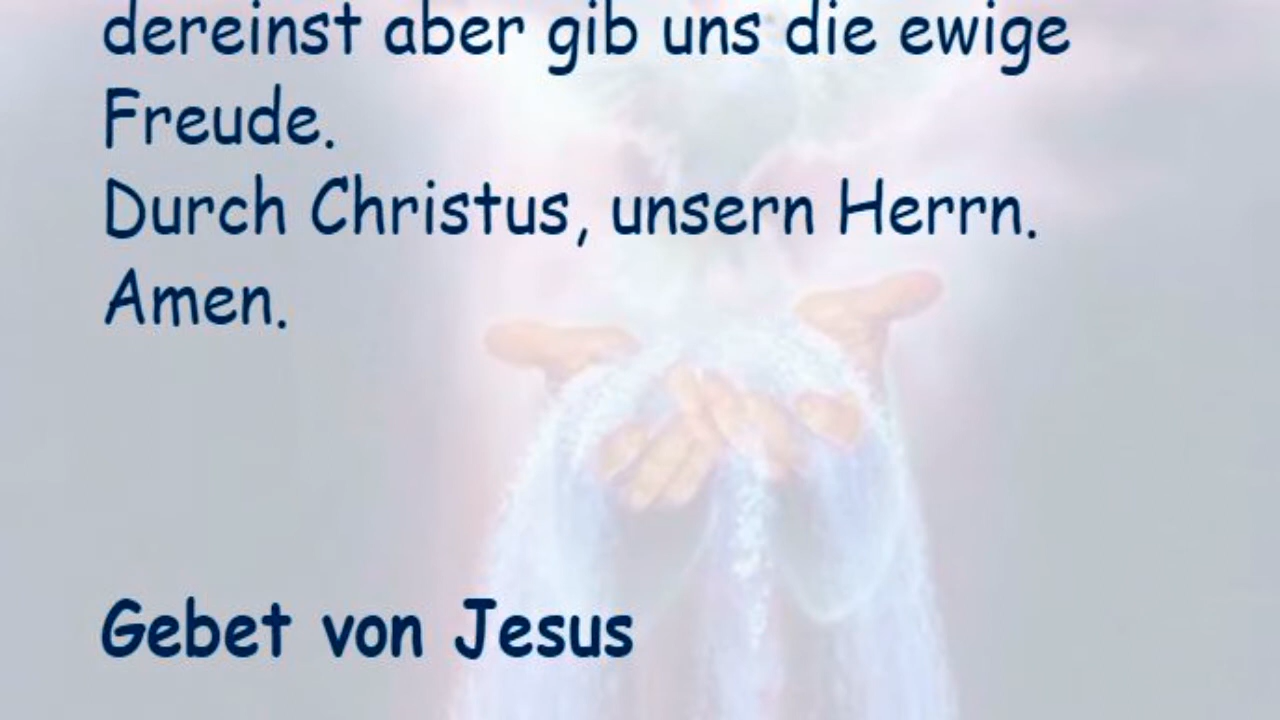 dereinst aber gib uns die ewige
Freude.
Durch Christus, unsern Herrn.
Amen.
Gebet von Jesus